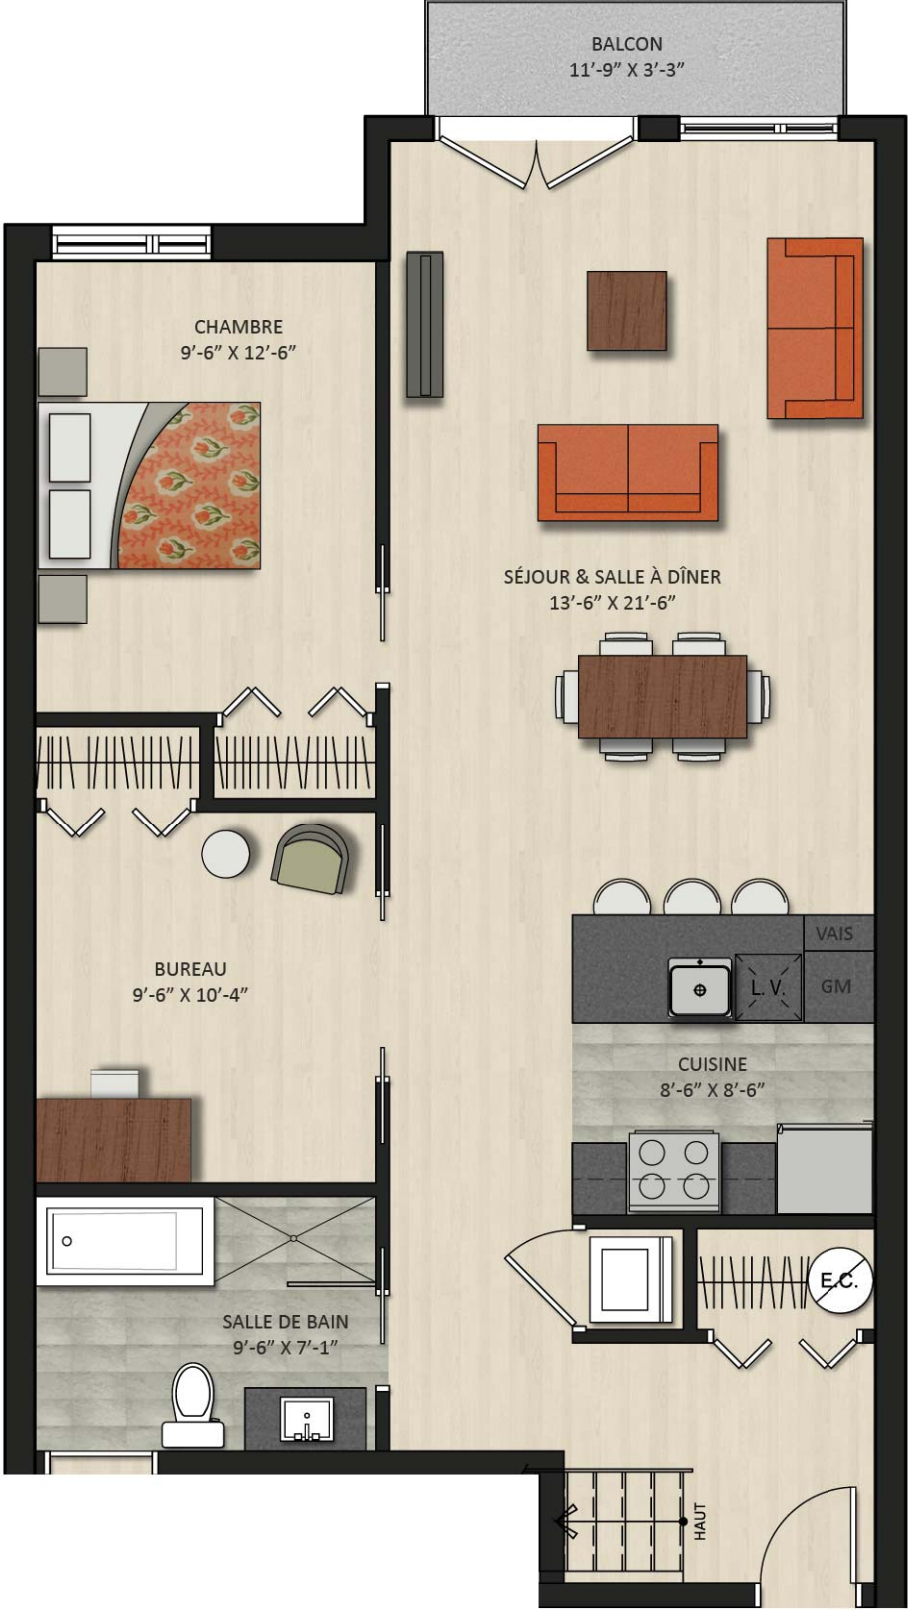 BALCON
11'-9" X 3'-3"
CHAMBRE
9'-6" X 12'-6"
SÉJOUR & SALLE À DÎNER
13'-6" X 21'-6"
VAIS
BUREAU
9'-6" X 10'-4"
L.V.
GM
CUISINE
8'-6" X 8'-6"
E.C.
SALLE DE BAIN
9'-6" X 7'-1"
HAUT